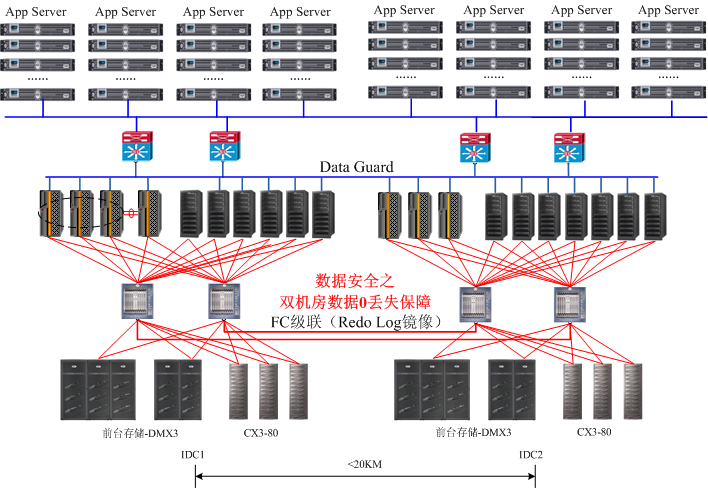 App Server
App Server
App Server
App Server
App Server
App Server
App Server
App Server
......
......
......
......
......
......
......
......
Data Guard
数据安全之
双机房数据0丢失保障
FC级联（Redo Log镜像）
前台存储-DMX3
CX3-80
前台存储-DMX3
CX3-80
IDC1
IDC2
<20KM